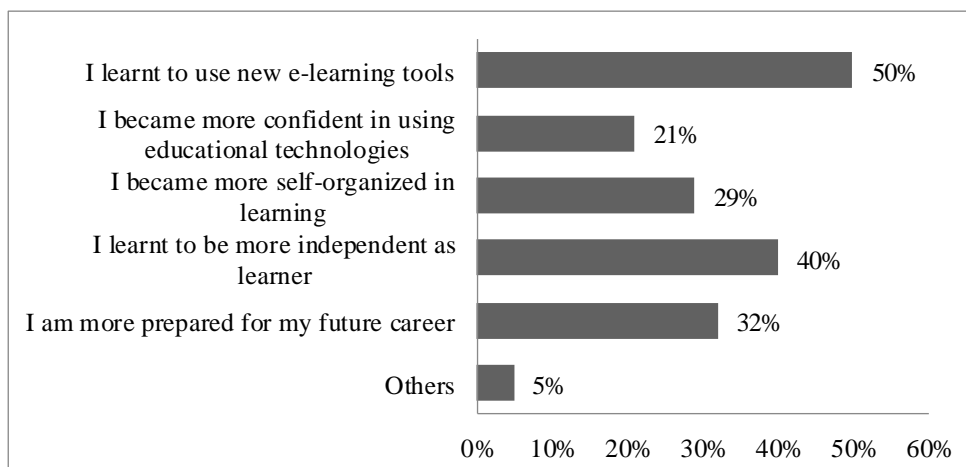 I learnt to use new e-learning tools
50%
I became more confident in using
educational technologies
21%
I became more self-organized in
learning
29%
I learnt to be more independent as
learner
40%
I am more prepared for my future career
32%
Others
5%
0% 10% 20% 30% 40% 50% 60%